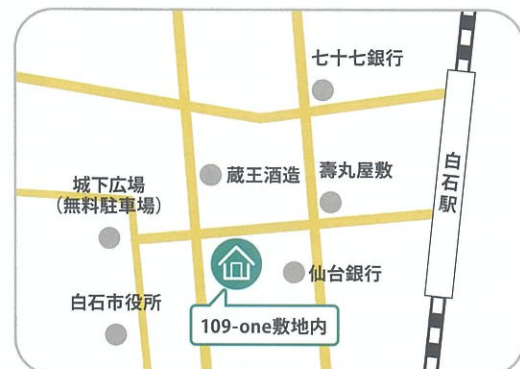 七十七銀行
白石駅
蔵王酒造
壽丸屋敷
城下広場
（無料駐車場）
仙台銀行
白石市役所
109-one敷地内